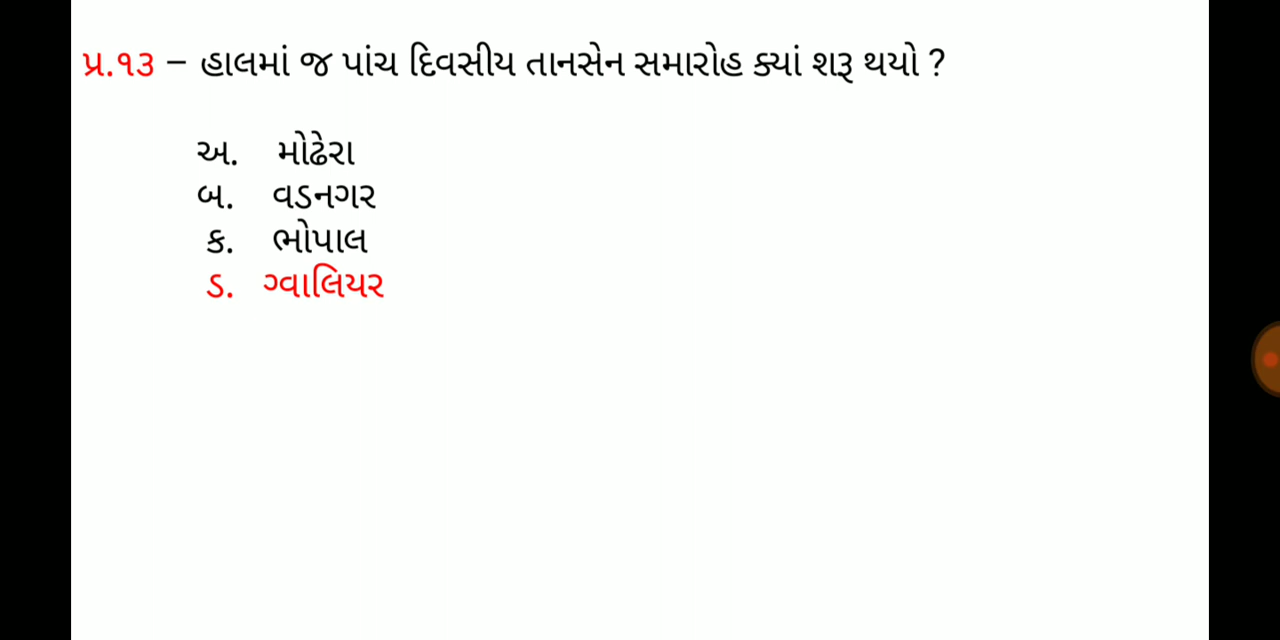 પ્ર.૧૩ – હાલમાં જ પાંચ દિવસીય તાનસેન સમારોહ ક્યાં શરૂ થયો ?
અ. મોઢેરા
બ. વડનગર
ક. ભોપાલ
ડ. ગ્વાલિયર